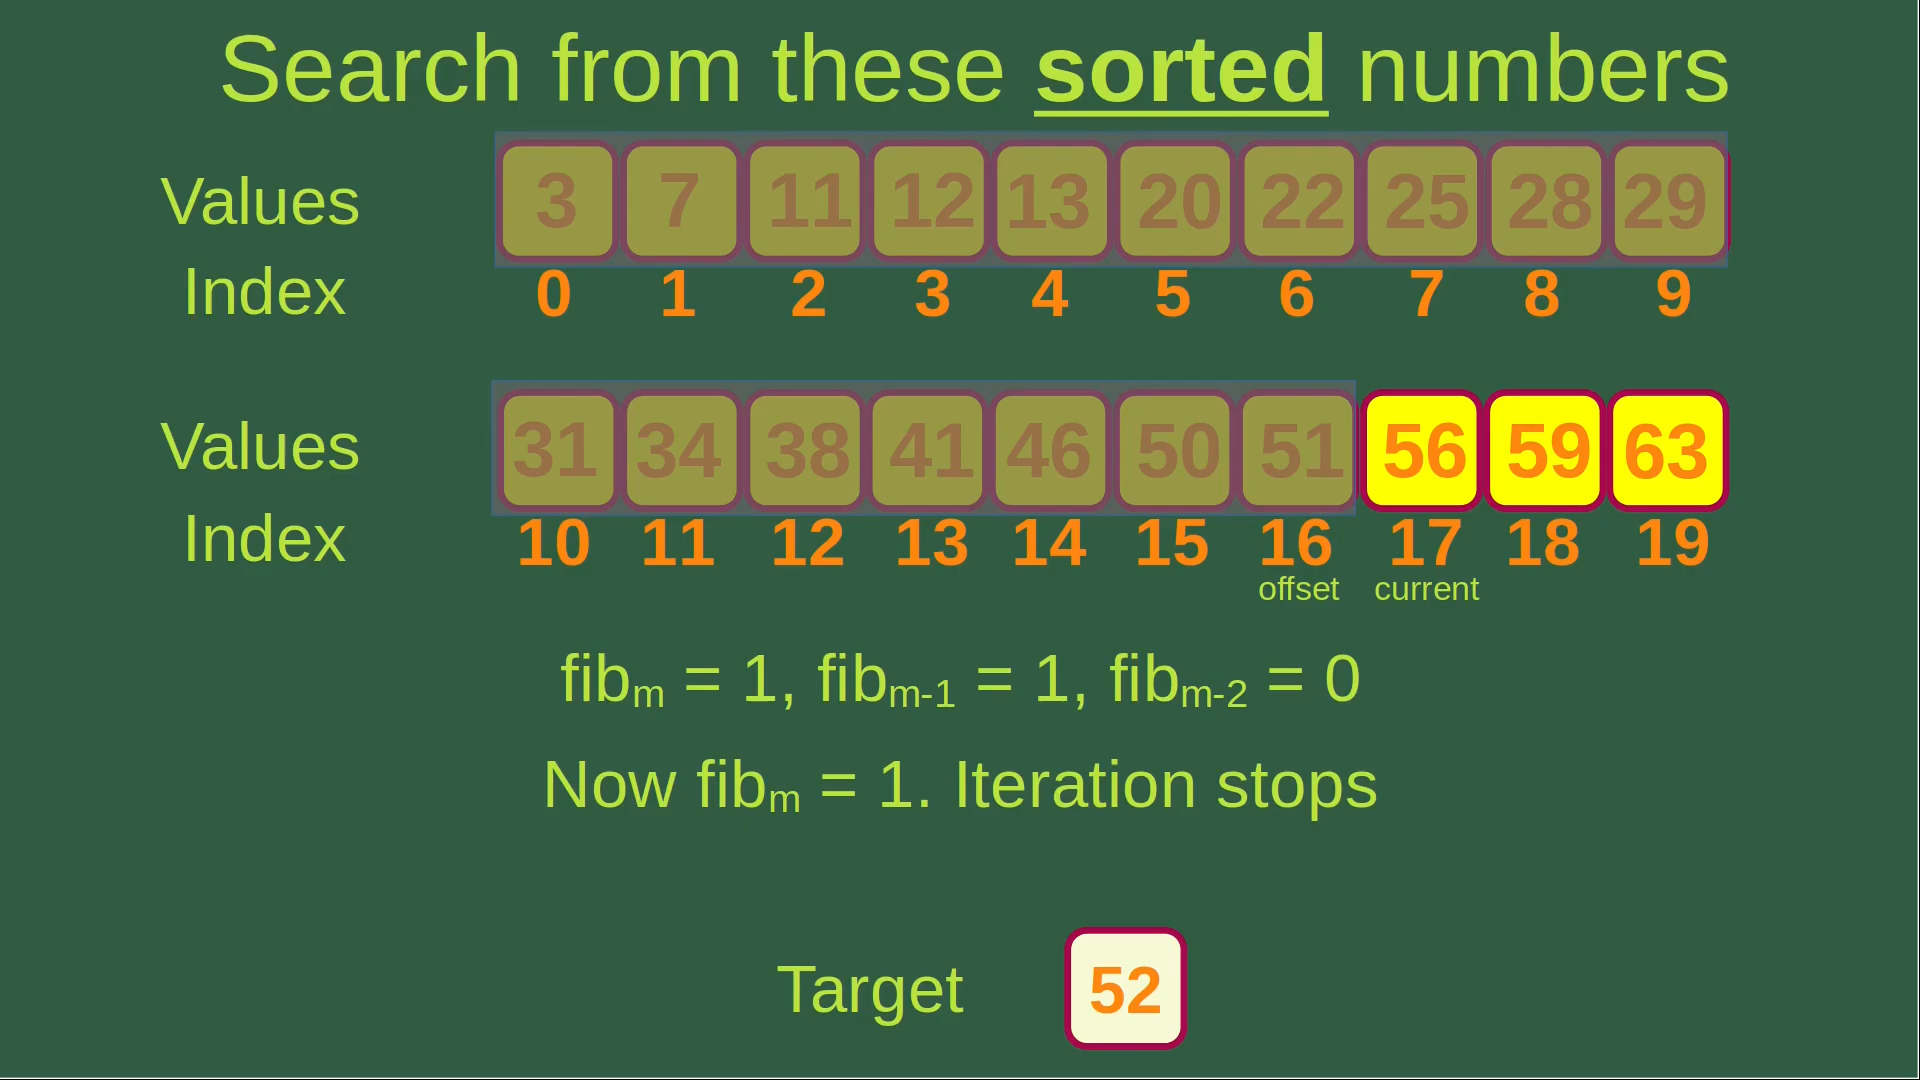 Search from these sorted numbers
Values 3 7 11 12 13 20 22 25 28 29
Index 0 1 2 3 4 5 6 7 8 9
Values 31 34 38 41 46 50 51 56 59 63
Index 10 11 12 13 14 15 16 17 18 19
offset current
fibm = 1, fibm-1 = 1, fibm-2 = 0
Now fibm = 1. Iteration stops
Target 52